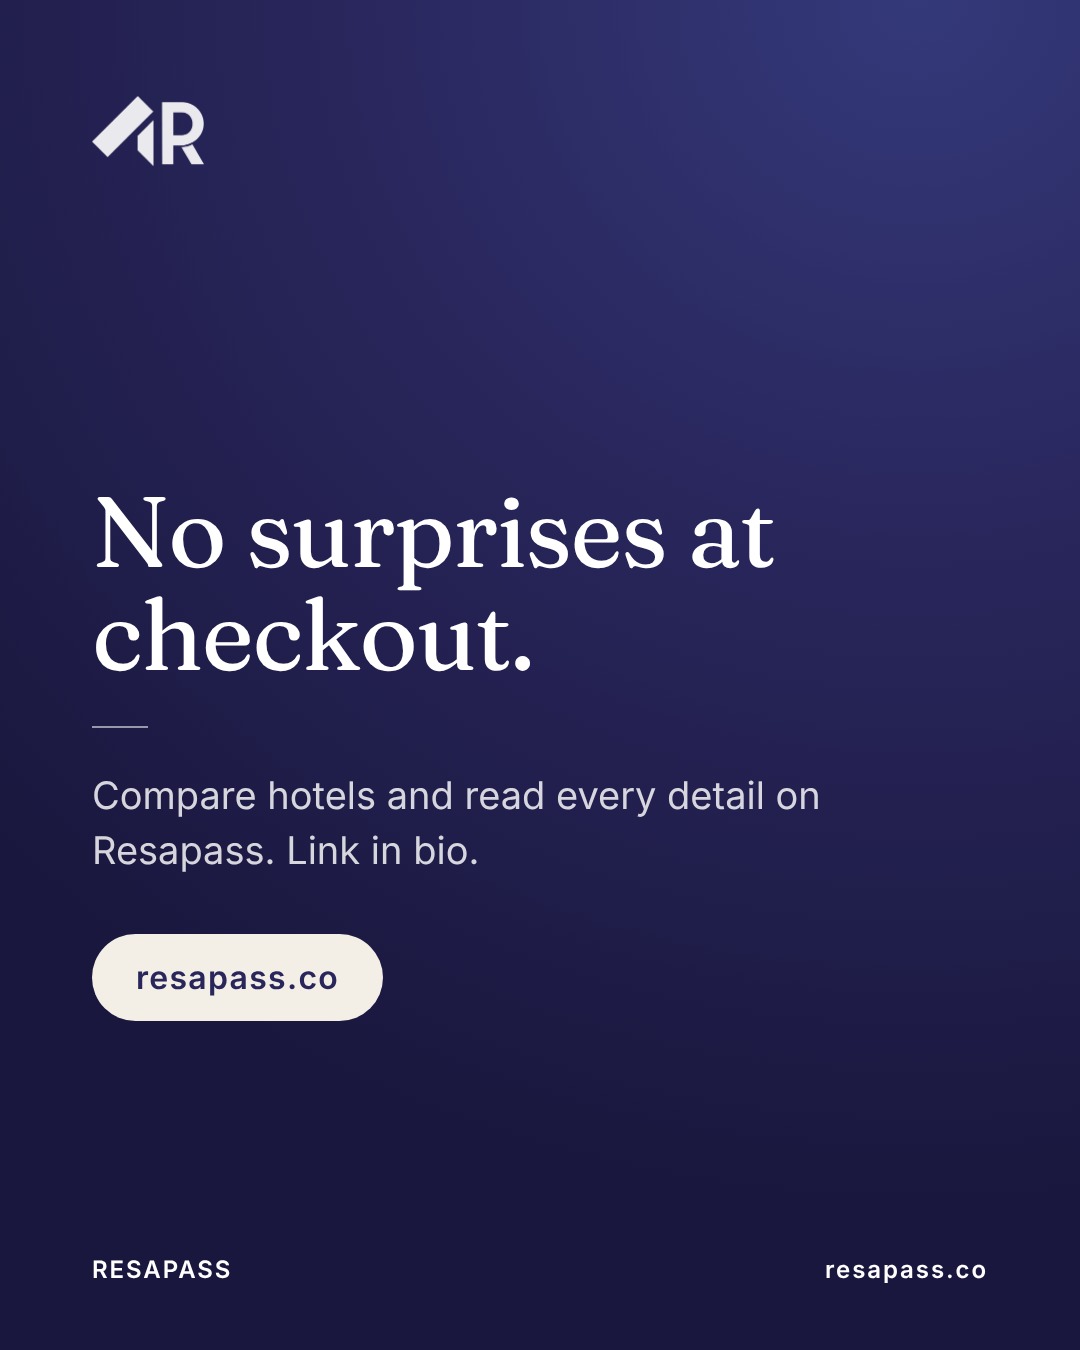 R
No surprises at
checkout.
Compare hotels and read every detail on
Resapass. Link in bio.
resapass.co
RESAPASS
resapass.co